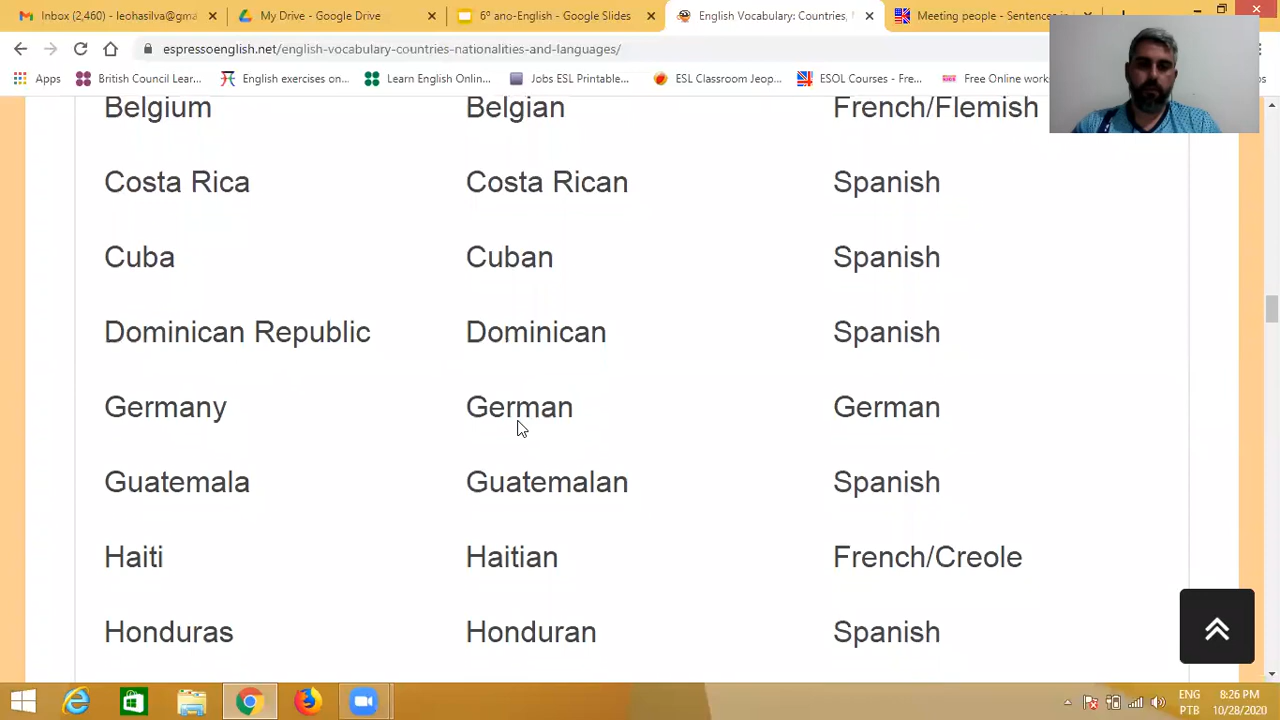 Inbox (2,460) - leohasilva@gma
My Drive - Google Drive
6º ano-English - Google Slides
English Vocabulary: Countries,
Meeting people - Sentences in
espressoenglish.net/english-vocabulary-countries-nationalities-and-languages/
Apps
British Council Lear...
English exercises on...
Learn English Onlin...
Jobs ESL Printable...
ESL Classroom Jeop...
ESOL Courses - Fre...
Free Online works
Belgium Belgian French/Flemish
Costa Rica Costa Rican Spanish
Cuba Cuban Spanish
Dominican Republic Dominican Spanish
Germany German German
Guatemala Guatemalan Spanish
Haiti Haitian French/Creole
Honduras Honduran Spanish
ENG 8:26 PM
PTB 10/28/2020